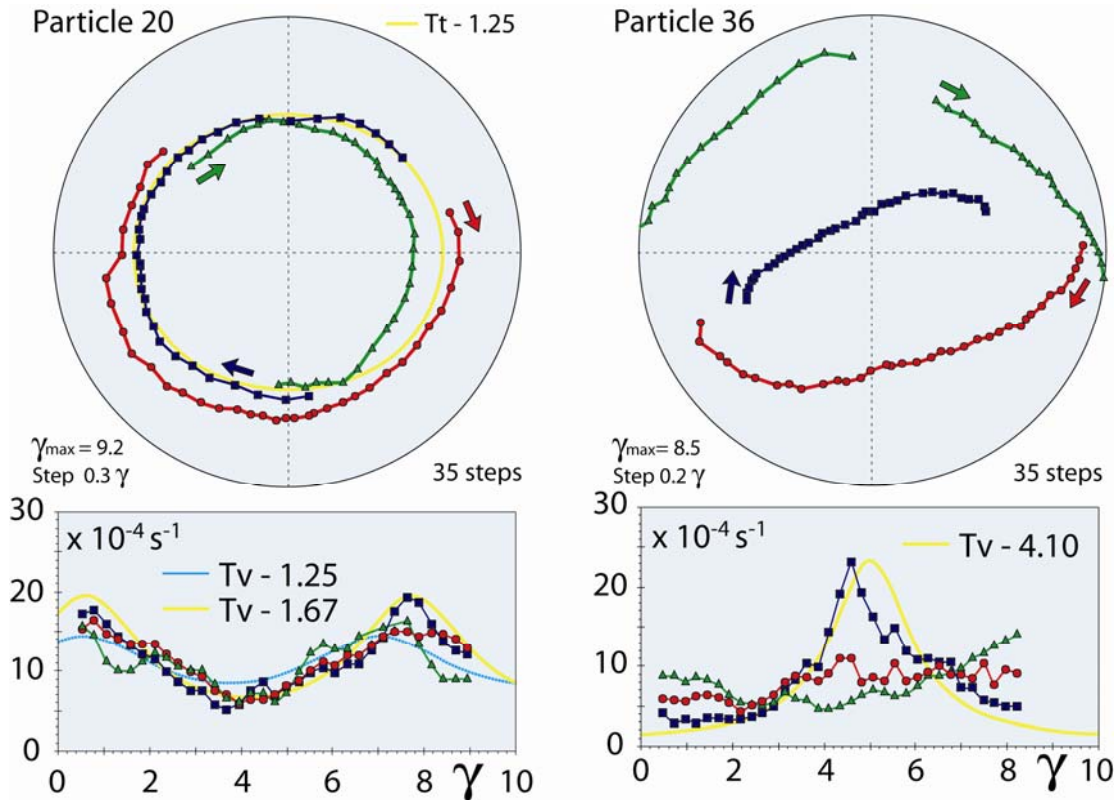 Particle 20
Tt - 1.25
γmax = 9.2
Step 0.3 γ
35 steps
Particle 36
γmax = 8.5
Step 0.2 γ
35 steps
30
20
10
0
x 10⁻⁴ s⁻¹
Tv - 1.25
Tv - 1.67
0 2 4 6 8 γ 10
30
20
10
0
x 10⁻⁴ s⁻¹
Tv - 4.10
0 2 4 6 8 γ 10